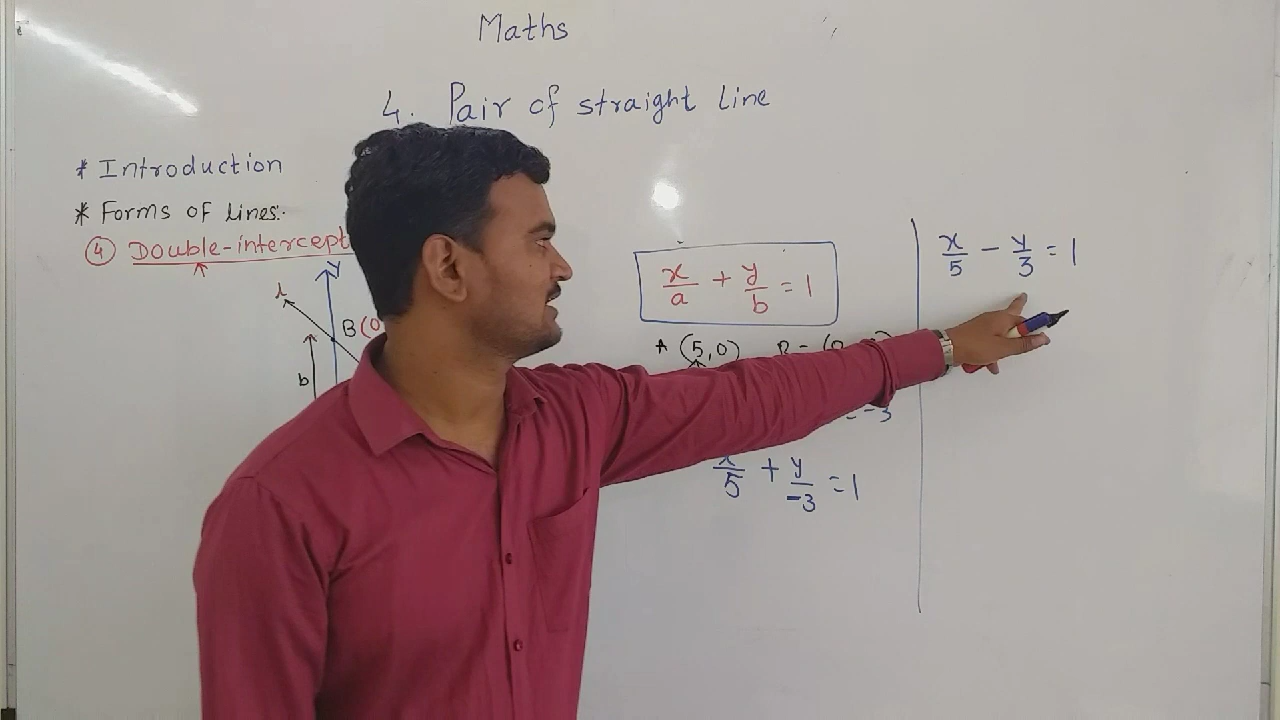 Maths
4. Pair of straight line
* Introduction
* Forms of lines:
④ Double-intercept
y
l
B(0
b
x/a + y/b = 1
A (5,0)
= -3
x/5 + y/-3 = 1
x/5 - y/3 = 1